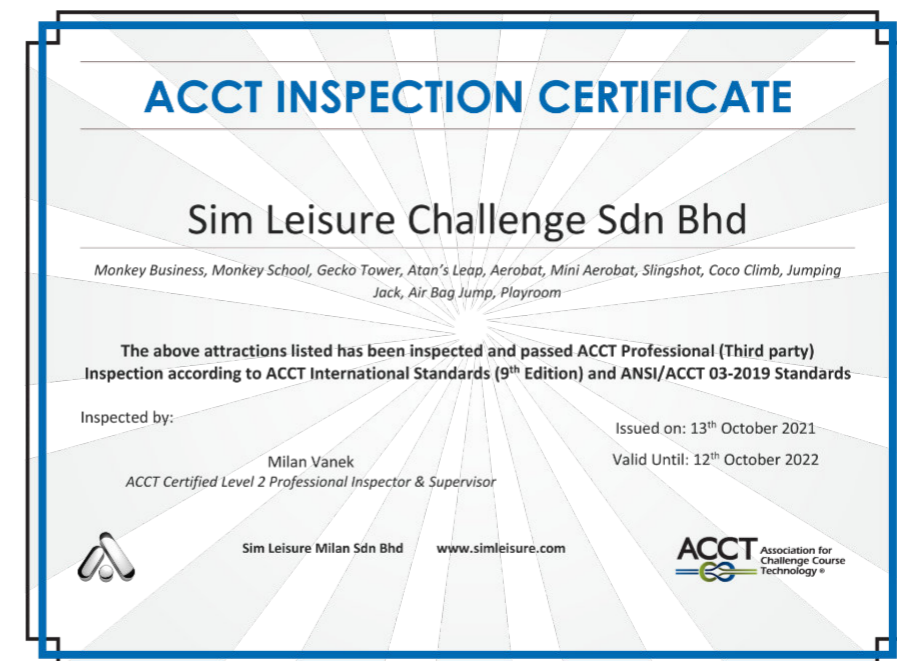 ACCT INSPECTION CERTIFICATE
Sim Leisure Challenge Sdn Bhd
Monkey Business, Monkey School, Gecko Tower, Atan's Leap, Aerobat, Mini Aerobat, Slingshot, Coco Climb, Jumping
Jack, Air Bag Jump, Playroom
The above attractions listed has been inspected and passed ACCT Professional (Third party)
Inspection according to ACCT International Standards (9th Edition) and ANSI/ACCT 03-2019 Standards
Inspected by:
Issued on: 13th October 2021
Milan Vanek
Valid Until: 12th October 2022
ACCT Certified Level 2 Professional Inspector & Supervisor
Sim Leisure Milan Sdn Bhd www.simleisure.com
ACCT
Association for
Challenge Course
Technology ®